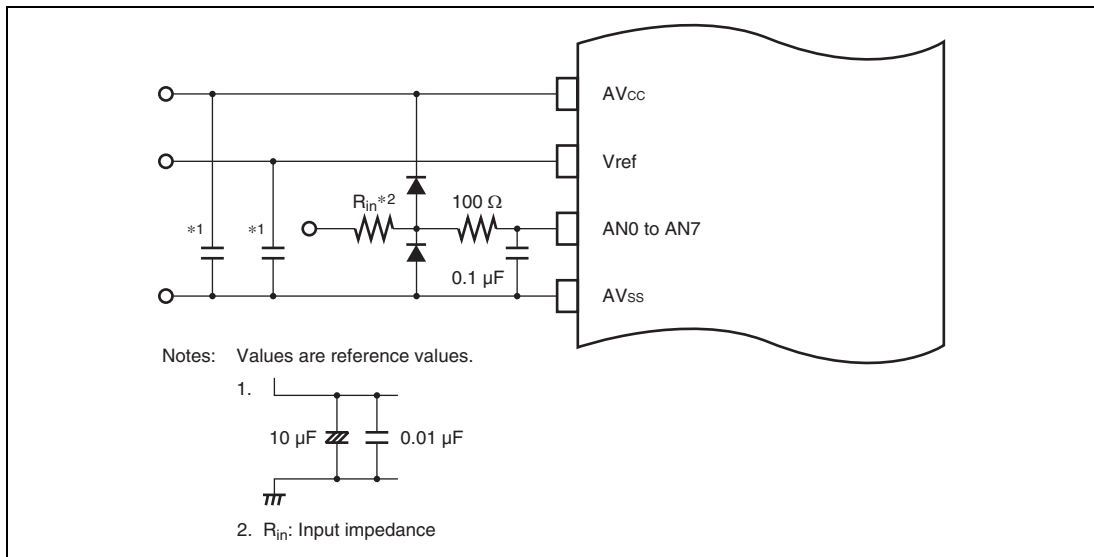 AVCC
Vref
Rin*2
100 Ω
*1
*1
AN0 to AN7
0.1 µF
AVSS
Notes: Values are reference values.
1.
10 µF
0.01 µF
2. Rin: Input impedance